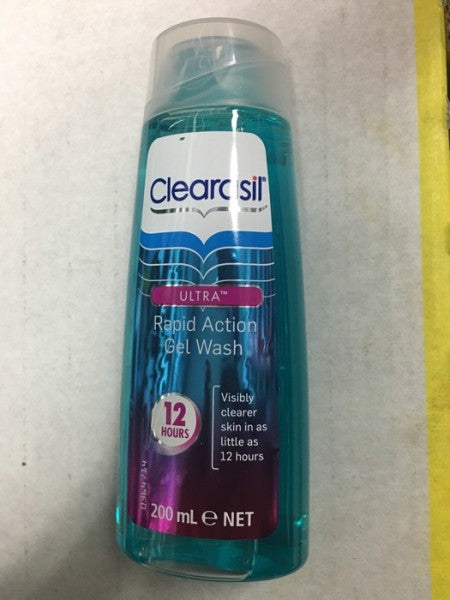 Clearasil®
ULTRA™
Rapid Action
Gel Wash
12
HOURS
Visibly
clearer
skin in as
little as
12 hours
200 mL ℮ NET